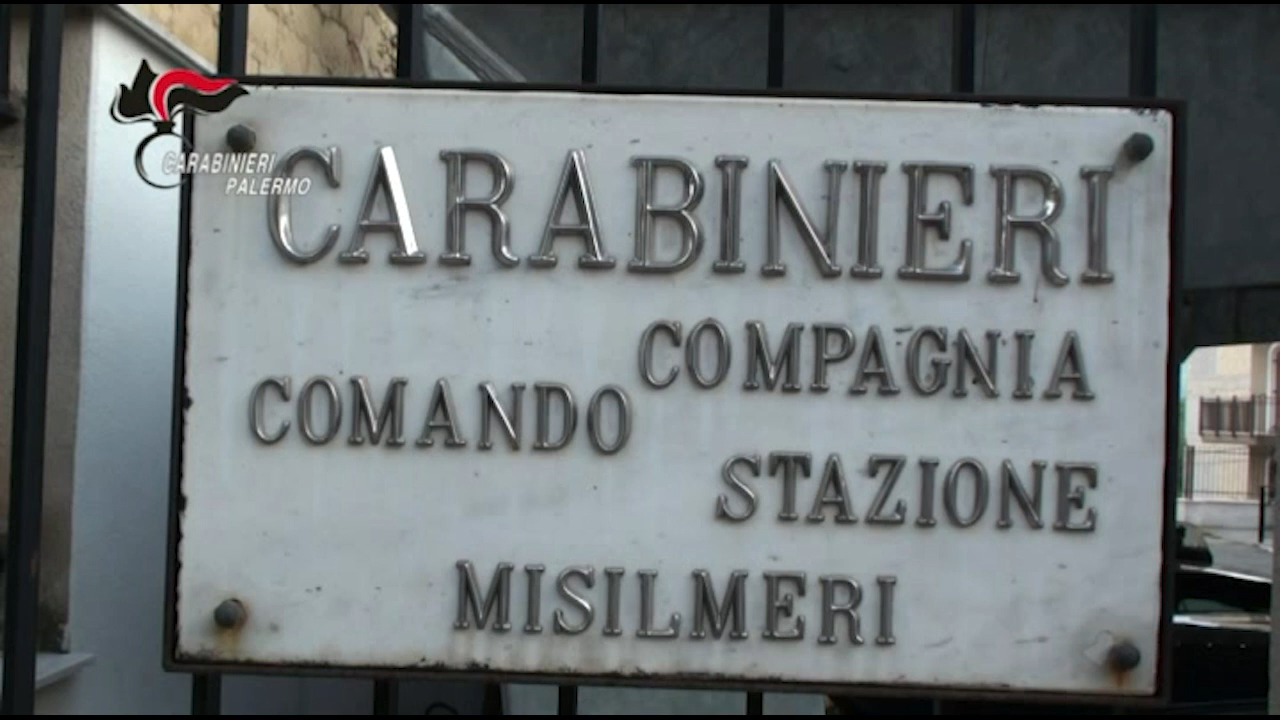 CARABINIERI
PALERMO
CARABINIERI
COMPAGNIA
COMANDO
STAZIONE
MISILMERI